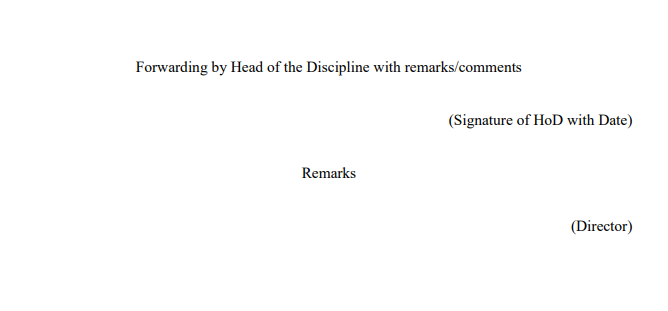 Forwarding by Head of the Discipline with remarks/comments
(Signature of HoD with Date)
Remarks
(Director)